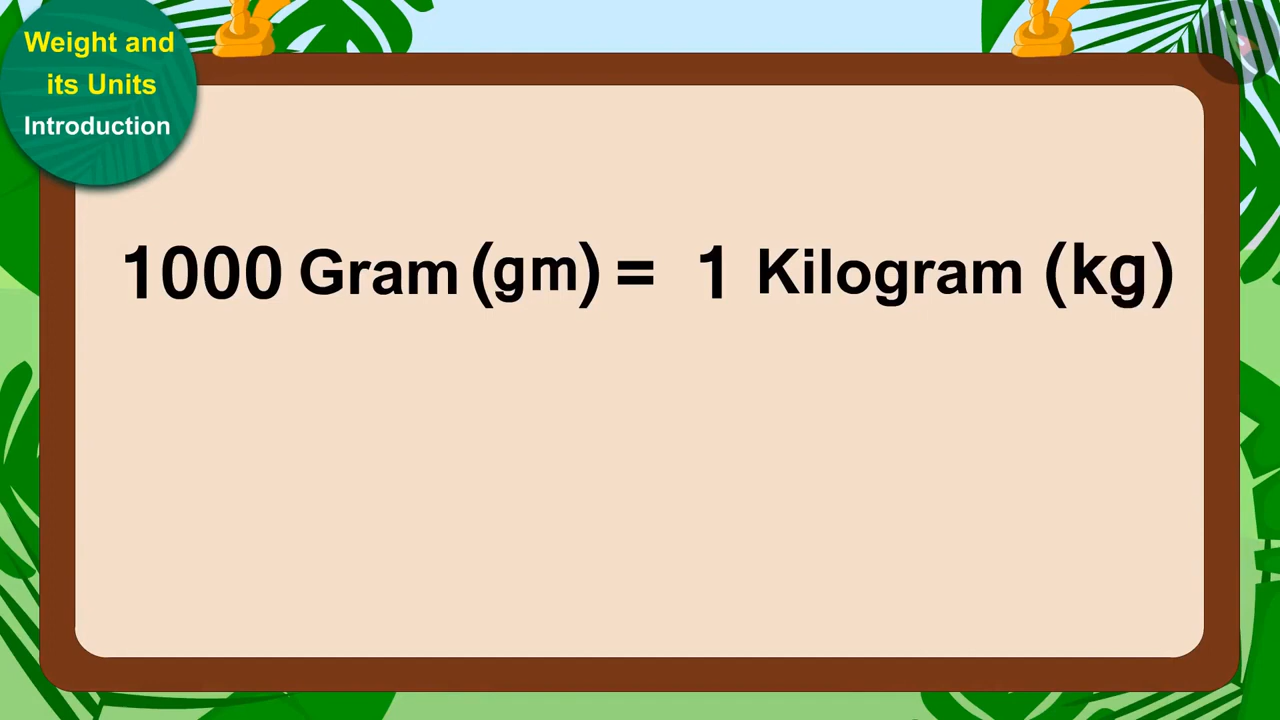 Weight and
its Units
Introduction
1000 Gram (gm) = 1 Kilogram (kg)